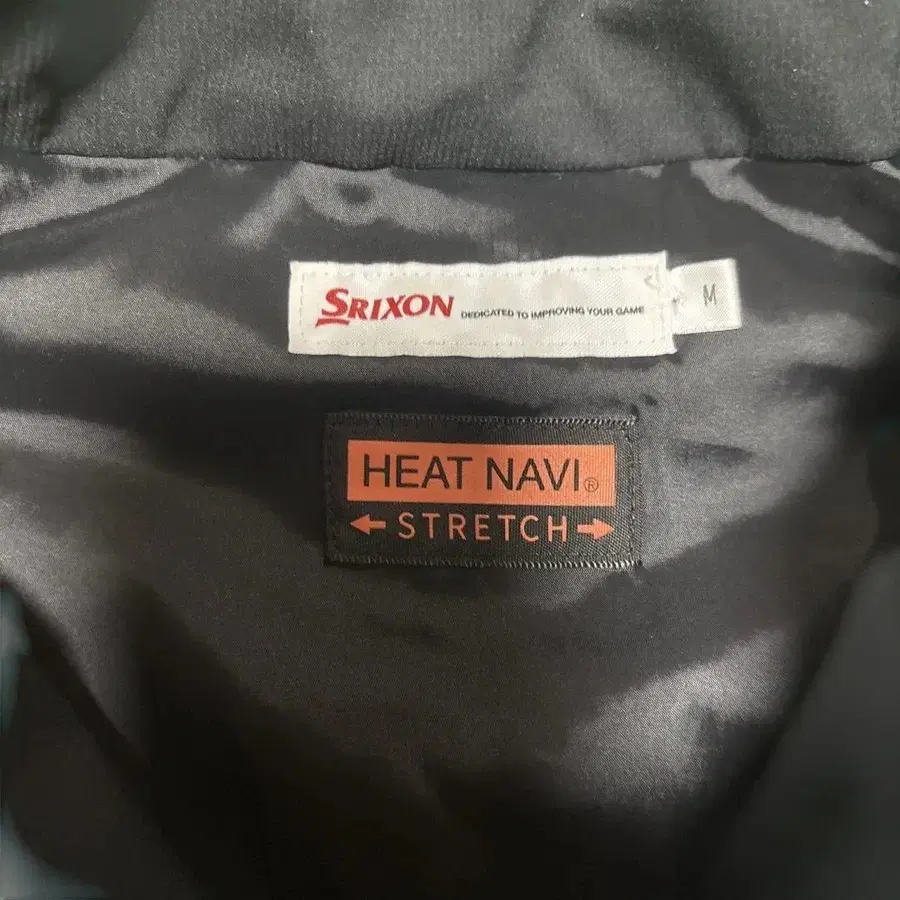 SRIXON DEDICATED TO IMPROVING YOUR GAME
M
HEAT NAVI®
← STRETCH →